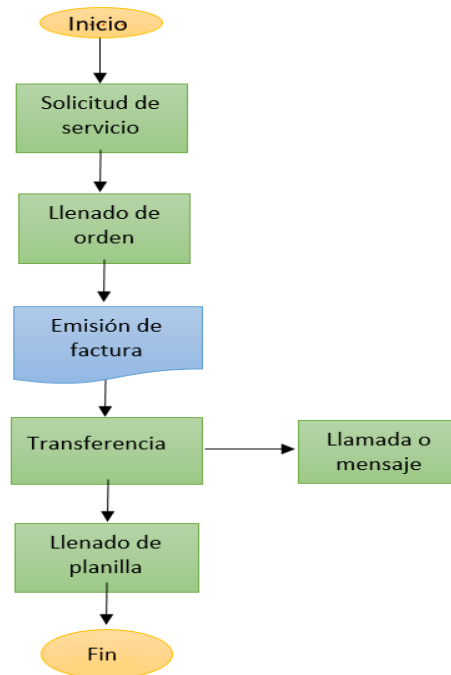 Inicio
Solicitud de
servicio
Llenado de
orden
Emisión de
factura
Transferencia
Llamada o
mensaje
Llenado de
planilla
Fin